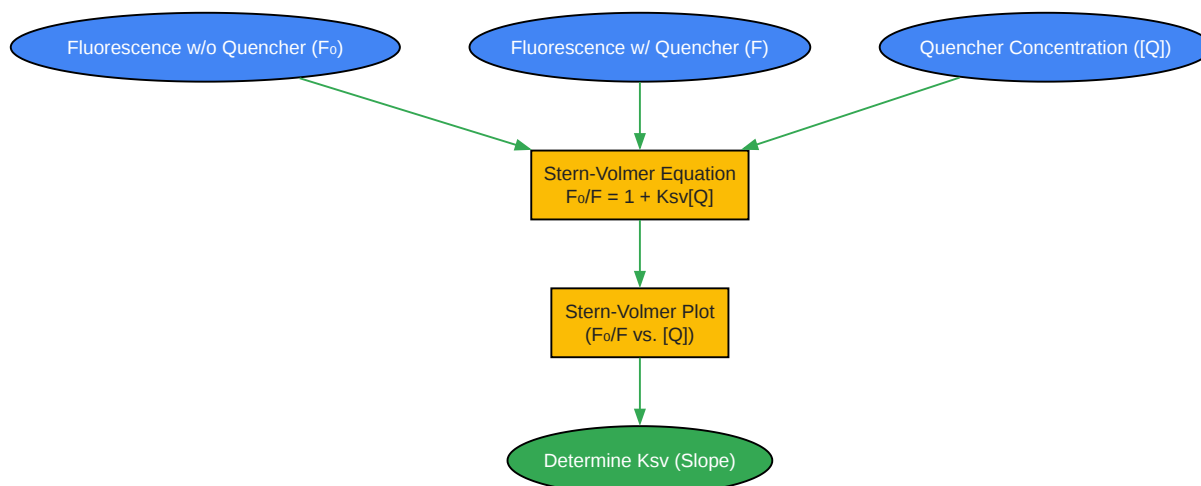 Fluorescence w/o Quencher (F₀)
Fluorescence w/ Quencher (F)
Quencher Concentration ([Q])
Stern-Volmer Equation
F₀/F = 1 + Ksv[Q]
Stern-Volmer Plot
(F₀/F vs. [Q])
Determine Ksv (Slope)